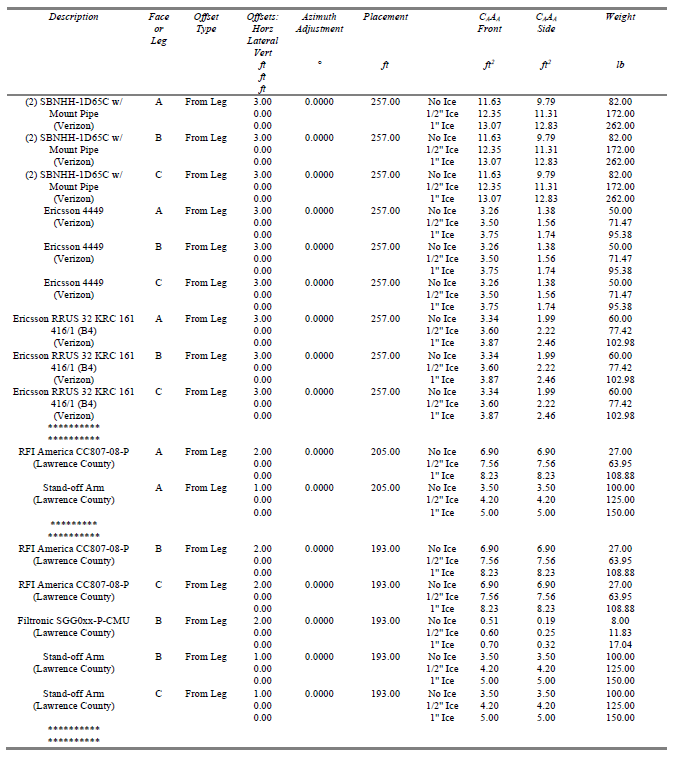 Description Face Offset Offsets: Azimuth Placement CAAA CAAA Weight
or Type Horz Adjustment Front Side
Leg Lateral
Vert
ft ° ft ft² ft² lb
ft
ft
(2) SBNHH-1D65C w/ A From Leg 3.00 0.0000 257.00 No Ice 11.63 9.79 82.00
Mount Pipe 0.00 1/2" Ice 12.35 11.31 172.00
(Verizon) 0.00 1" Ice 13.07 12.83 262.00
(2) SBNHH-1D65C w/ B From Leg 3.00 0.0000 257.00 No Ice 11.63 9.79 82.00
Mount Pipe 0.00 1/2" Ice 12.35 11.31 172.00
(Verizon) 0.00 1" Ice 13.07 12.83 262.00
(2) SBNHH-1D65C w/ C From Leg 3.00 0.0000 257.00 No Ice 11.63 9.79 82.00
Mount Pipe 0.00 1/2" Ice 12.35 11.31 172.00
(Verizon) 0.00 1" Ice 13.07 12.83 262.00
Ericsson 4449 A From Leg 3.00 0.0000 257.00 No Ice 3.26 1.38 50.00
(Verizon) 0.00 1/2" Ice 3.50 1.56 71.47
0.00 1" Ice 3.75 1.74 95.38
Ericsson 4449 B From Leg 3.00 0.0000 257.00 No Ice 3.26 1.38 50.00
(Verizon) 0.00 1/2" Ice 3.50 1.56 71.47
0.00 1" Ice 3.75 1.74 95.38
Ericsson 4449 C From Leg 3.00 0.0000 257.00 No Ice 3.26 1.38 50.00
(Verizon) 0.00 1/2" Ice 3.50 1.56 71.47
0.00 1" Ice 3.75 1.74 95.38
Ericsson RRUS 32 KRC 161 A From Leg 3.00 0.0000 257.00 No Ice 3.34 1.99 60.00
416/1 (B4) 0.00 1/2" Ice 3.60 2.22 77.42
(Verizon) 0.00 1" Ice 3.87 2.46 102.98
Ericsson RRUS 32 KRC 161 B From Leg 3.00 0.0000 257.00 No Ice 3.34 1.99 60.00
416/1 (B4) 0.00 1/2" Ice 3.60 2.22 77.42
(Verizon) 0.00 1" Ice 3.87 2.46 102.98
Ericsson RRUS 32 KRC 161 C From Leg 3.00 0.0000 257.00 No Ice 3.34 1.99 60.00
416/1 (B4) 0.00 1/2" Ice 3.60 2.22 77.42
(Verizon) 0.00 1" Ice 3.87 2.46 102.98
**********
**********
RFI America CC807-08-P A From Leg 2.00 0.0000 205.00 No Ice 6.90 6.90 27.00
(Lawrence County) 0.00 1/2" Ice 7.56 7.56 63.95
0.00 1" Ice 8.23 8.23 108.88
Stand-off Arm A From Leg 1.00 0.0000 205.00 No Ice 3.50 3.50 100.00
(Lawrence County) 0.00 1/2" Ice 4.20 4.20 125.00
0.00 1" Ice 5.00 5.00 150.00
*********
**********
RFI America CC807-08-P B From Leg 2.00 0.0000 193.00 No Ice 6.90 6.90 27.00
(Lawrence County) 0.00 1/2" Ice 7.56 7.56 63.95
0.00 1" Ice 8.23 8.23 108.88
RFI America CC807-08-P C From Leg 2.00 0.0000 193.00 No Ice 6.90 6.90 27.00
(Lawrence County) 0.00 1/2" Ice 7.56 7.56 63.95
0.00 1" Ice 8.23 8.23 108.88
Filtronic SGG0xx-P-CMU B From Leg 2.00 0.0000 193.00 No Ice 0.51 0.19 8.00
(Lawrence County) 0.00 1/2" Ice 0.60 0.25 11.83
0.00 1" Ice 0.70 0.32 17.04
Stand-off Arm B From Leg 1.00 0.0000 193.00 No Ice 3.50 3.50 100.00
(Lawrence County) 0.00 1/2" Ice 4.20 4.20 125.00
0.00 1" Ice 5.00 5.00 150.00
Stand-off Arm C From Leg 1.00 0.0000 193.00 No Ice 3.50 3.50 100.00
(Lawrence County) 0.00 1/2" Ice 4.20 4.20 125.00
0.00 1" Ice 5.00 5.00 150.00
**********
**********